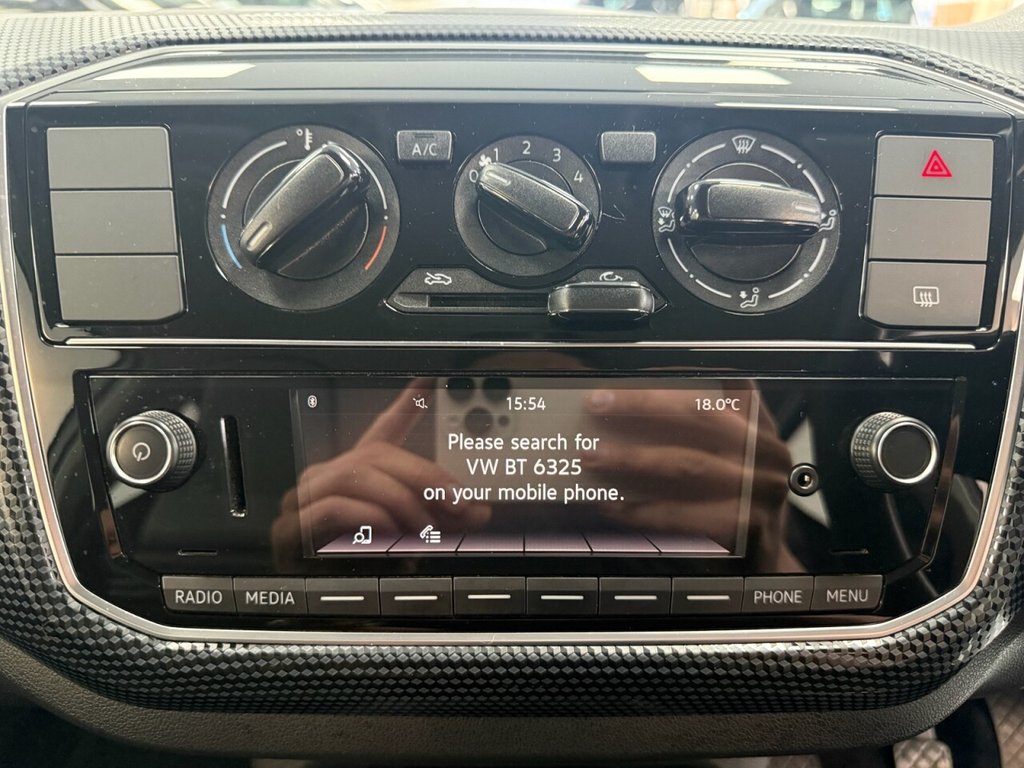 A/C
0 1 2 3 4
15:54 18.0°C
Please search for
VW BT 6325
on your mobile phone.
RADIO MEDIA PHONE MENU